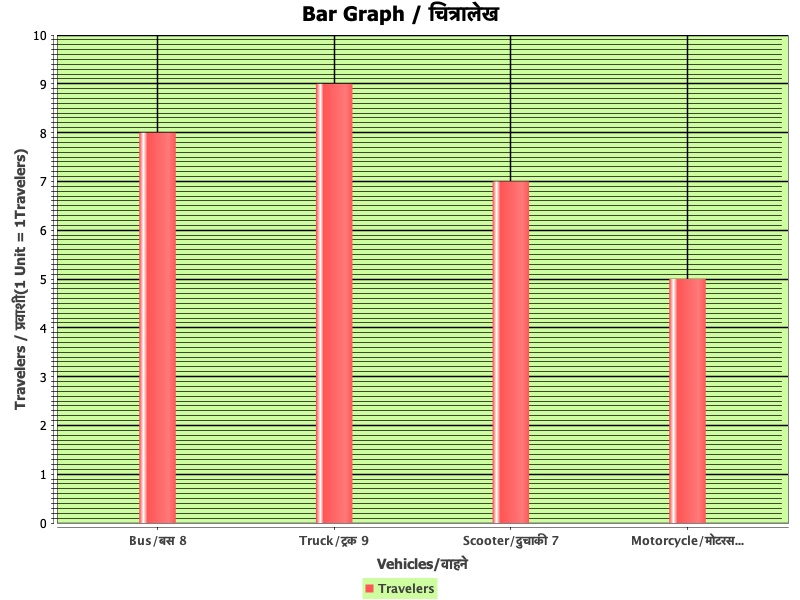 Bar Graph / चित्रालेख
Travelers / प्रवाशी(1 Unit = 1Travelers)
10
9
8
7
6
5
4
3
2
1
0
Bus/बस 8
Truck/ट्रक 9
Scooter/दुचाकी 7
Motorcycle/मोटरस...
Vehicles/वाहने
Travelers